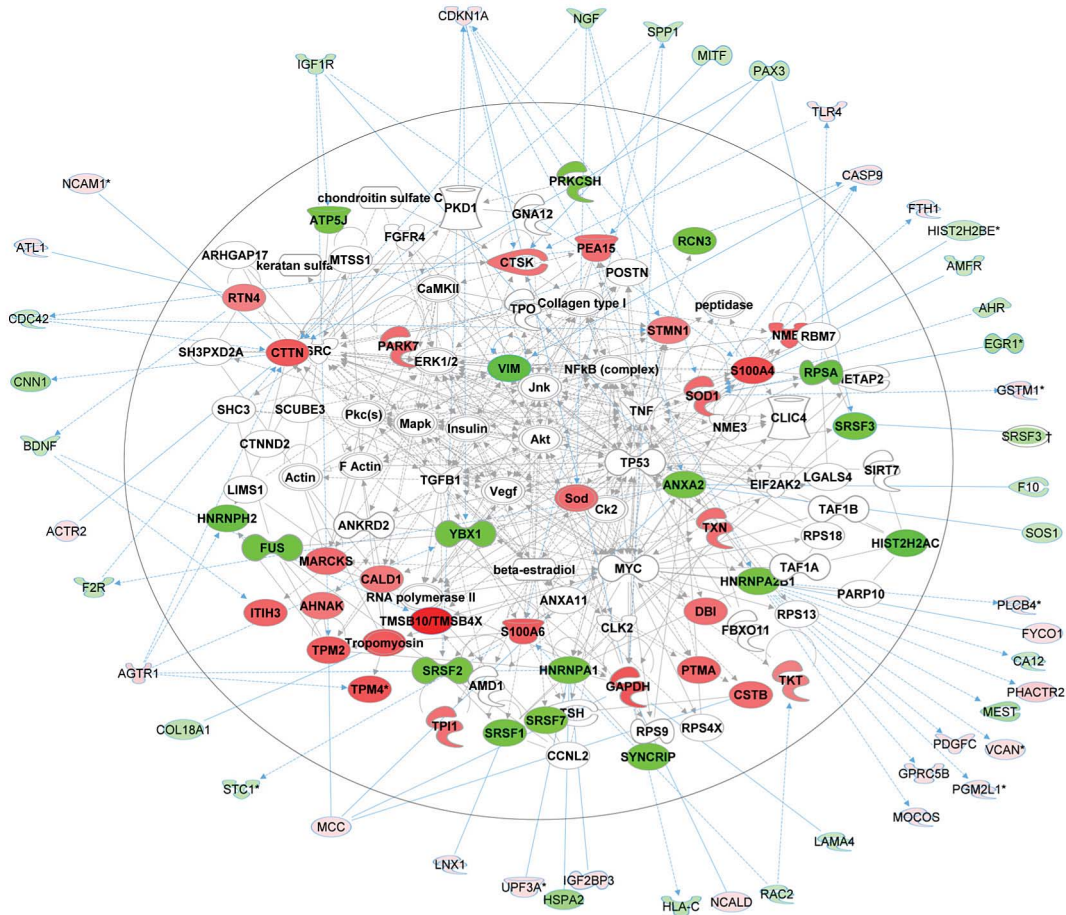 CDKN1A
NGF
SPP1
MITF
IGF1R
PAX3
TLR4
NCAM1*
CASP9
PRKCSH
chondroitin sulfate C
PKD1
FTH1
ATP5J
GNA12
HIST2H2BE*
ATL1
FGFR4
RCN3
PEA15
ARHGAP17
MTSS1
CTSK
keratan sulfa
POSTN
AMFR
CaMKII
RTN4
Collagen type I
peptidase
AHR
TPO
CDC42
STMN1
NME
RBM7
EGR1*
PARK7
SH3PXD2A
CTTN
SRC
ERK1/2
VIM
NFkB (complex)
S100A4
RPSA
METAP2
CNN1
Jnk
GSTM1*
SOD1
SHC3
SCUBE3
Pkc(s)
TNF
CLIC4
Mapk
Insulin
NME3
SRSF3
SRSF3 †
BDNF
CTNND2
Akt
TP53
F Actin
SIRT7
Actin
TGFB1
LGALS4
EIF2AK2
ANXA2
F10
LIMS1
Vegf
Sod
Ck2
TAF1B
HNRNPH2
ANKRD2
ACTR2
SOS1
YBX1
TXN
RPS18
HIST2H2AC
FUS
MARCKS
beta-estradiol
MYC
TAF1A
CALD1
HNRNPA2B1
F2R
RNA polymerase II
PARP10
ANXA11
PLCB4*
ITIH3
AHNAK
DBI
RPS13
TMSB10/TMSB4X
CLK2
FBXO11
FYCO1
S100A6
TPM2
Tropomyosin
CA12
HNRNPA1
SRSF2
PTMA
AGTR1
TKT
PHACTR2
AMD1
GAPDH
TPM4*
CSTB
MEST
SRSF7
TSH
TPI1
COL18A1
SRSF1
RPS9
RPS4X
PDGFC
VCAN*
CCNL2
SYNCRIP
GPRC5B
STC1*
PGM2L1*
MOCOS
MCC
LAMA4
LNX1
IGF2BP3
UPF3A*
RAC2
HSPA2
HLA-C
NCALD